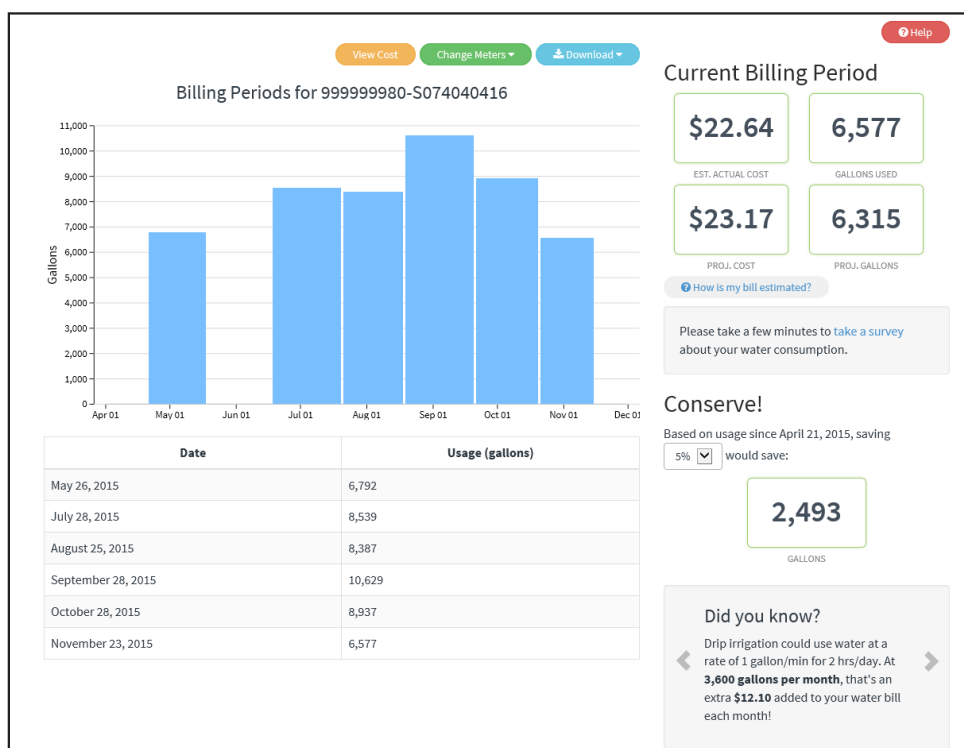 Help
View Cost
Change Meters
Download
Billing Periods for 999999980-S074040416
11,000
10,000
9,000
8,000
7,000
6,000
5,000
4,000
3,000
2,000
1,000
0
Gallons
Apr 01 May 01 Jun 01 Jul 01 Aug 01 Sep 01 Oct 01 Nov 01 Dec 01
Date Usage (gallons)
May 26, 2015 6,792
July 28, 2015 8,539
August 25, 2015 8,387
September 28, 2015 10,629
October 28, 2015 8,937
November 23, 2015 6,577
Current Billing Period
$22.64 6,577
EST. ACTUAL COST GALLONS USED
$23.17 6,315
PROJ. COST PROJ. GALLONS
How is my bill estimated?
Please take a few minutes to take a survey
about your water consumption.
Conserve!
Based on usage since April 21, 2015, saving
5% would save:
2,493
GALLONS
Did you know?
Drip irrigation could use water at a
rate of 1 gallon/min for 2 hrs/day. At
3,600 gallons per month, that's an
extra $12.10 added to your water bill
each month!